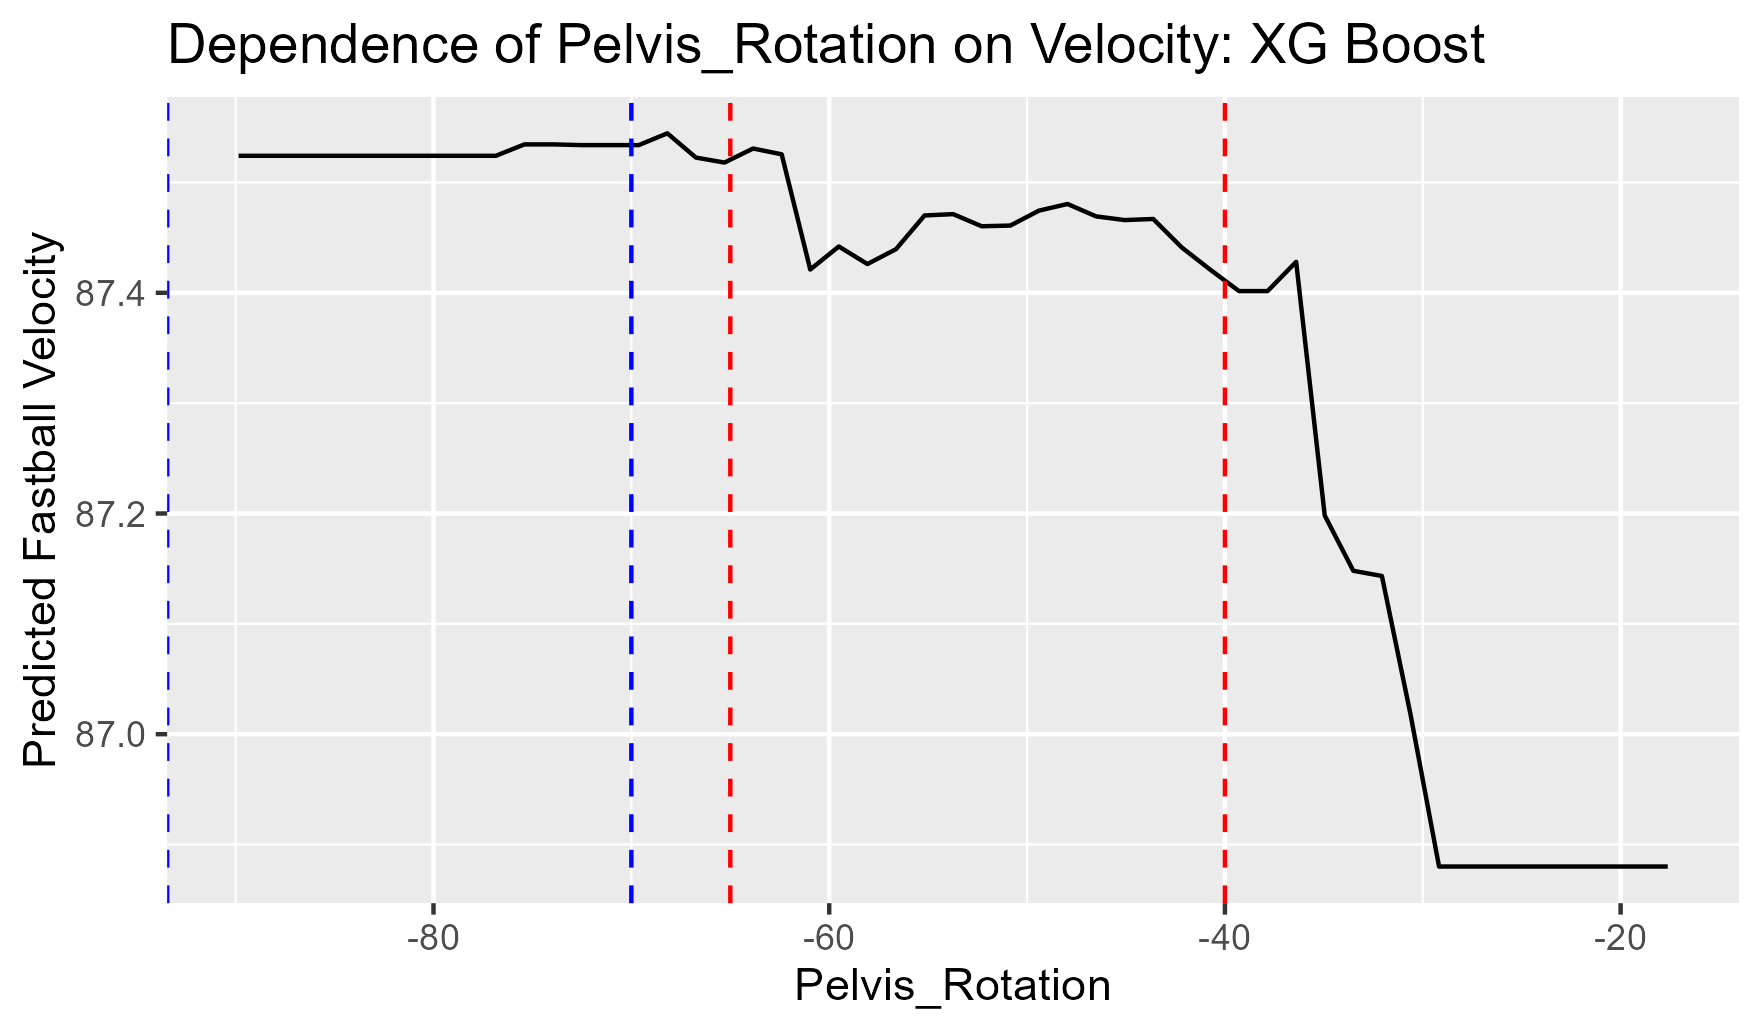 Dependence of Pelvis_Rotation on Velocity: XG Boost
Predicted Fastball Velocity
87.4
87.2
87.0
-80
-60
-40
-20
Pelvis_Rotation